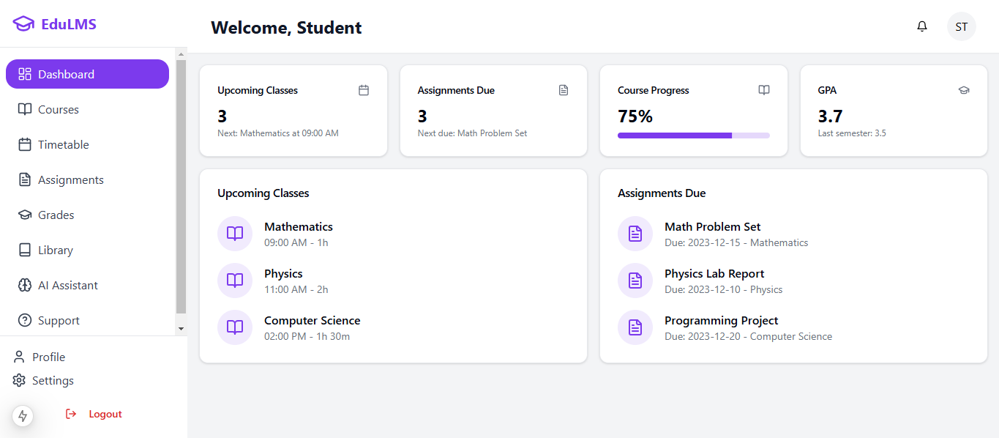 EduLMS
Welcome, Student
ST
Dashboard
Courses
Timetable
Assignments
Grades
Library
AI Assistant
Support
Profile
Settings
Logout
Upcoming Classes
3
Next: Mathematics at 09:00 AM
Assignments Due
3
Next due: Math Problem Set
Course Progress
75%
GPA
3.7
Last semester: 3.5
Upcoming Classes
Mathematics
09:00 AM - 1h
Physics
11:00 AM - 2h
Computer Science
02:00 PM - 1h 30m
Assignments Due
Math Problem Set
Due: 2023-12-15 - Mathematics
Physics Lab Report
Due: 2023-12-10 - Physics
Programming Project
Due: 2023-12-20 - Computer Science